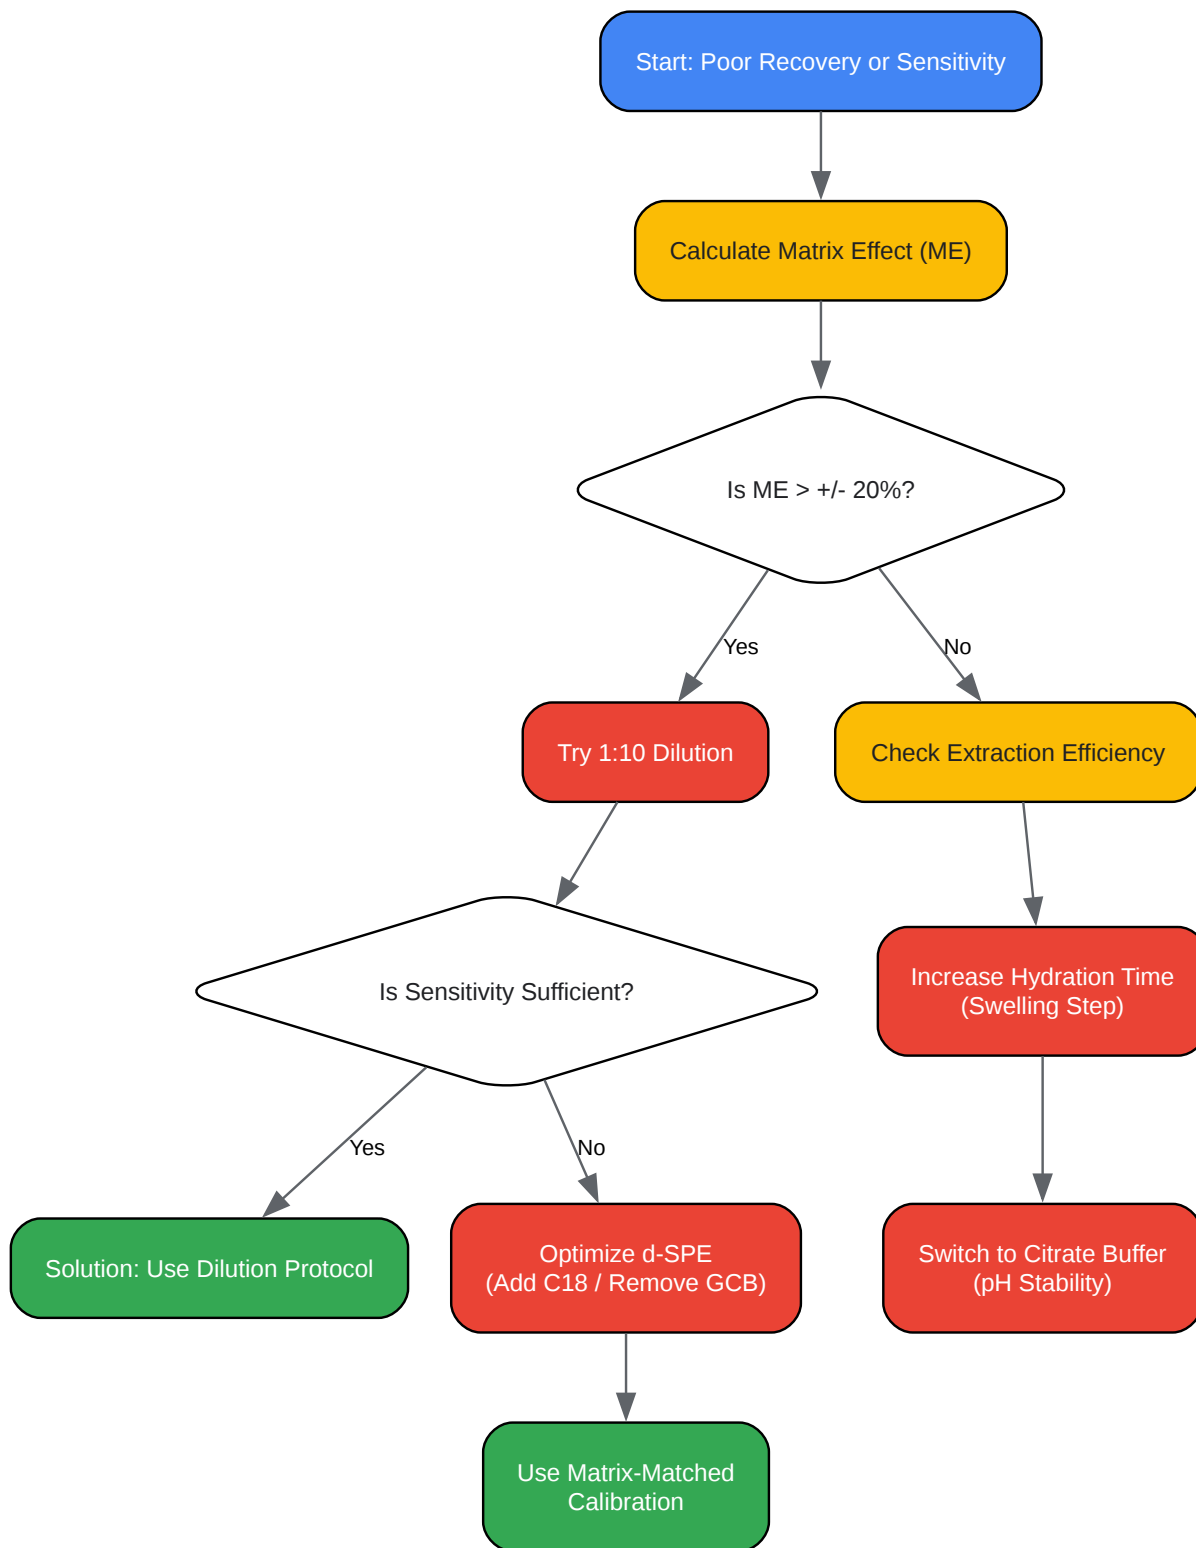 Start: Poor Recovery or Sensitivity
Calculate Matrix Effect (ME)
Is ME > +/- 20%?
Yes
No
Try 1:10 Dilution
Check Extraction Efficiency
Is Sensitivity Sufficient?
Increase Hydration Time
(Swelling Step)
Yes
No
Solution: Use Dilution Protocol
Optimize d-SPE
(Add C18 / Remove GCB)
Switch to Citrate Buffer
(pH Stability)
Use Matrix-Matched
Calibration